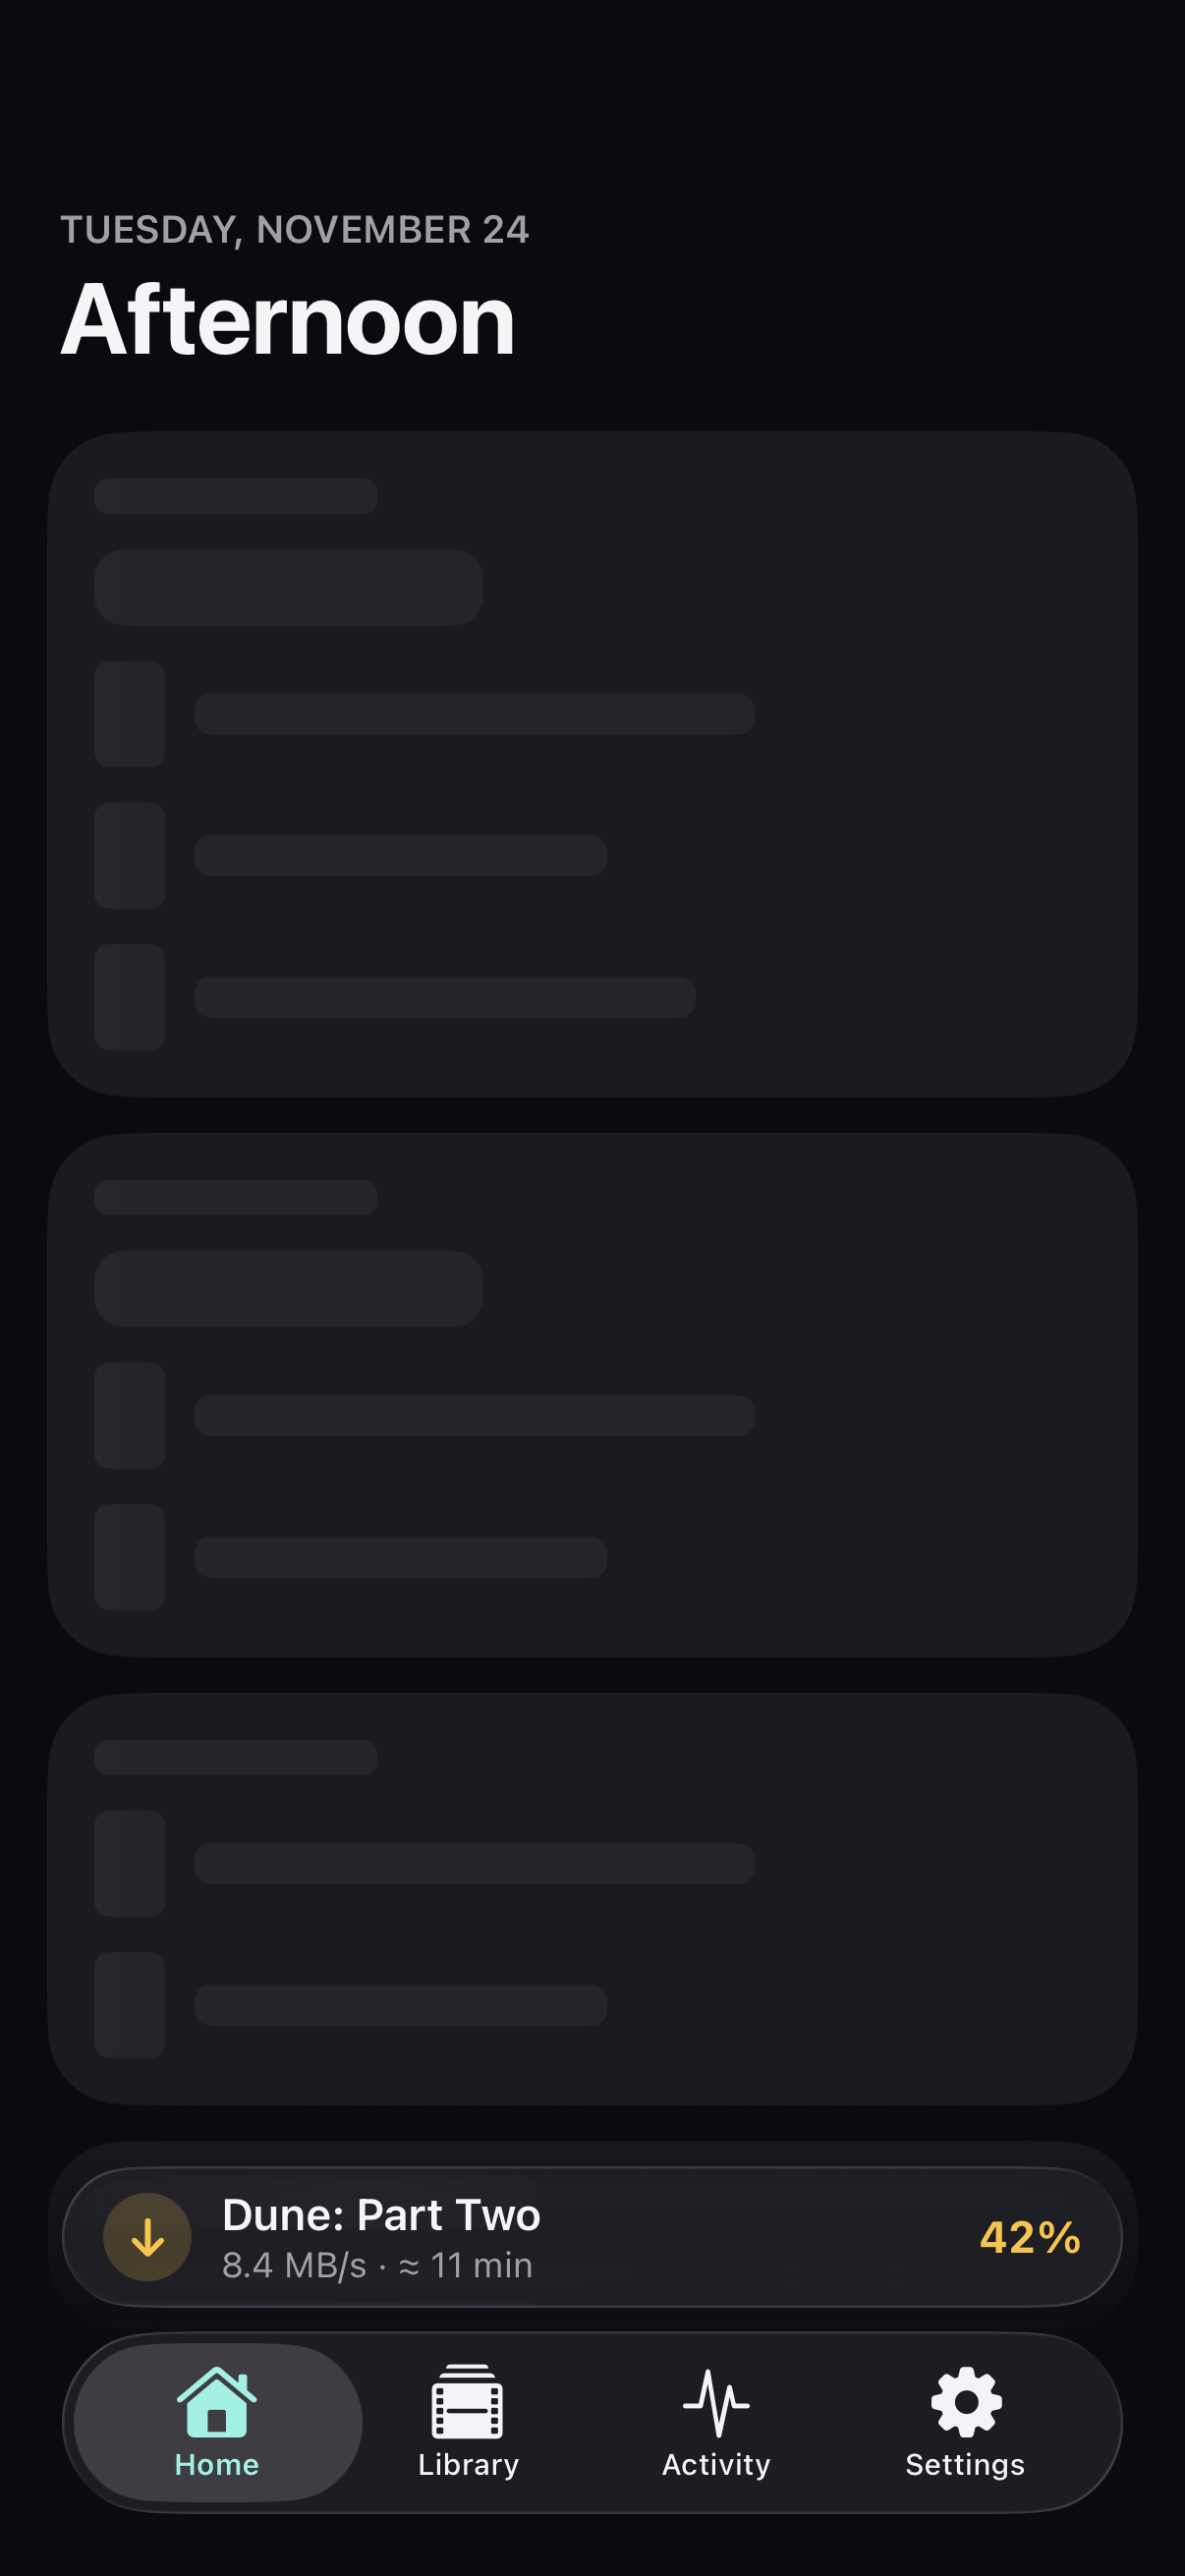 TUESDAY, NOVEMBER 24
Afternoon
Dune: Part Two
8.4 MB/s · ≈ 11 min
42%
Home
Library
Activity
Settings